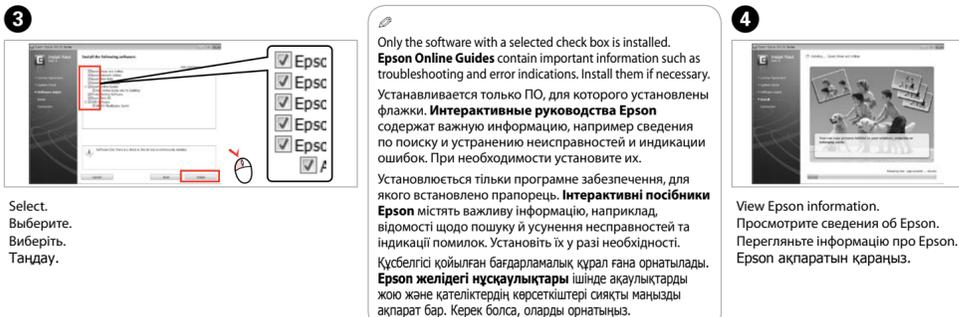 3
Epsc
Epsc
Epsc
Epsc
Epsc
Select.
Выберите.
Виберіть.
Таңдау.
Only the software with a selected check box is installed.
Epson Online Guides contain important information such as
troubleshooting and error indications. Install them if necessary.
Устанавливается только ПО, для которого установлены
флажки. Интерактивные руководства Epson
содержат важную информацию, например сведения
по поиску и устранению неисправностей и индикации
ошибок. При необходимости установите их.
Установлюється тільки програмне забезпечення, для
якого встановлено прапорець. Інтерактивні посібники
Epson містять важливу інформацію, наприклад,
відомості щодо пошуку й усунення несправностей та
індикації помилок. Установіть їх у разі необхідності.
Құсбелгісі қойылған бағдарламалық құрал ғана орнатылады.
Epson желідегі нұсқаулықтары ішінде ақаулықтарды
жою және қателіктердің көрсеткіштері сияқты маңызды
ақпарат бар. Керек болса, оларды орнатыңыз.
4
View Epson information.
Просмотрите сведения об Epson.
Перегляньте інформацію про Epson.
Epson ақпаратын қараңыз.